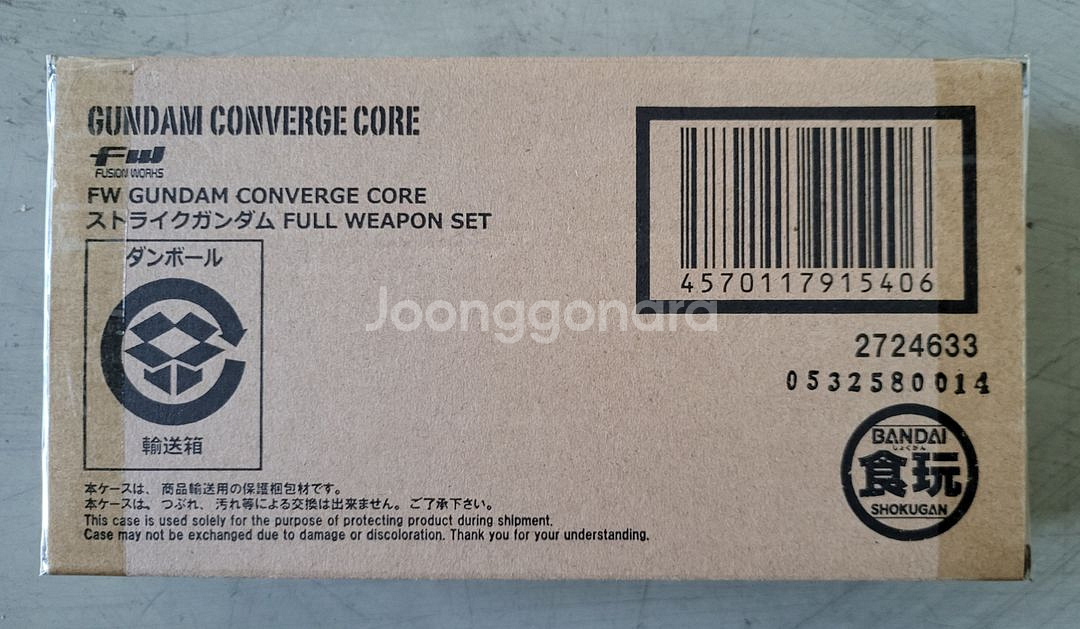 GUNDAM CONVERGE CORE
FW
FUSION WORKS
FW GUNDAM CONVERGE CORE
ストライクガンダム FULL WEAPON SET
ダンボール
輸送箱
4570117915406
2724633
0532580014
BANDAI
しょくがん
食玩
SHOKUGAN
本ケースは、商品輸送用の保護梱包材です。
本ケースは、つぶれ、汚れ等による交換は出来ません。ご了承下さい。
This case is used solely for the purpose of protecting product during shipment.
Case may not be exchanged due to damage or discoloration. Thank you for your understanding.
Joonggonara